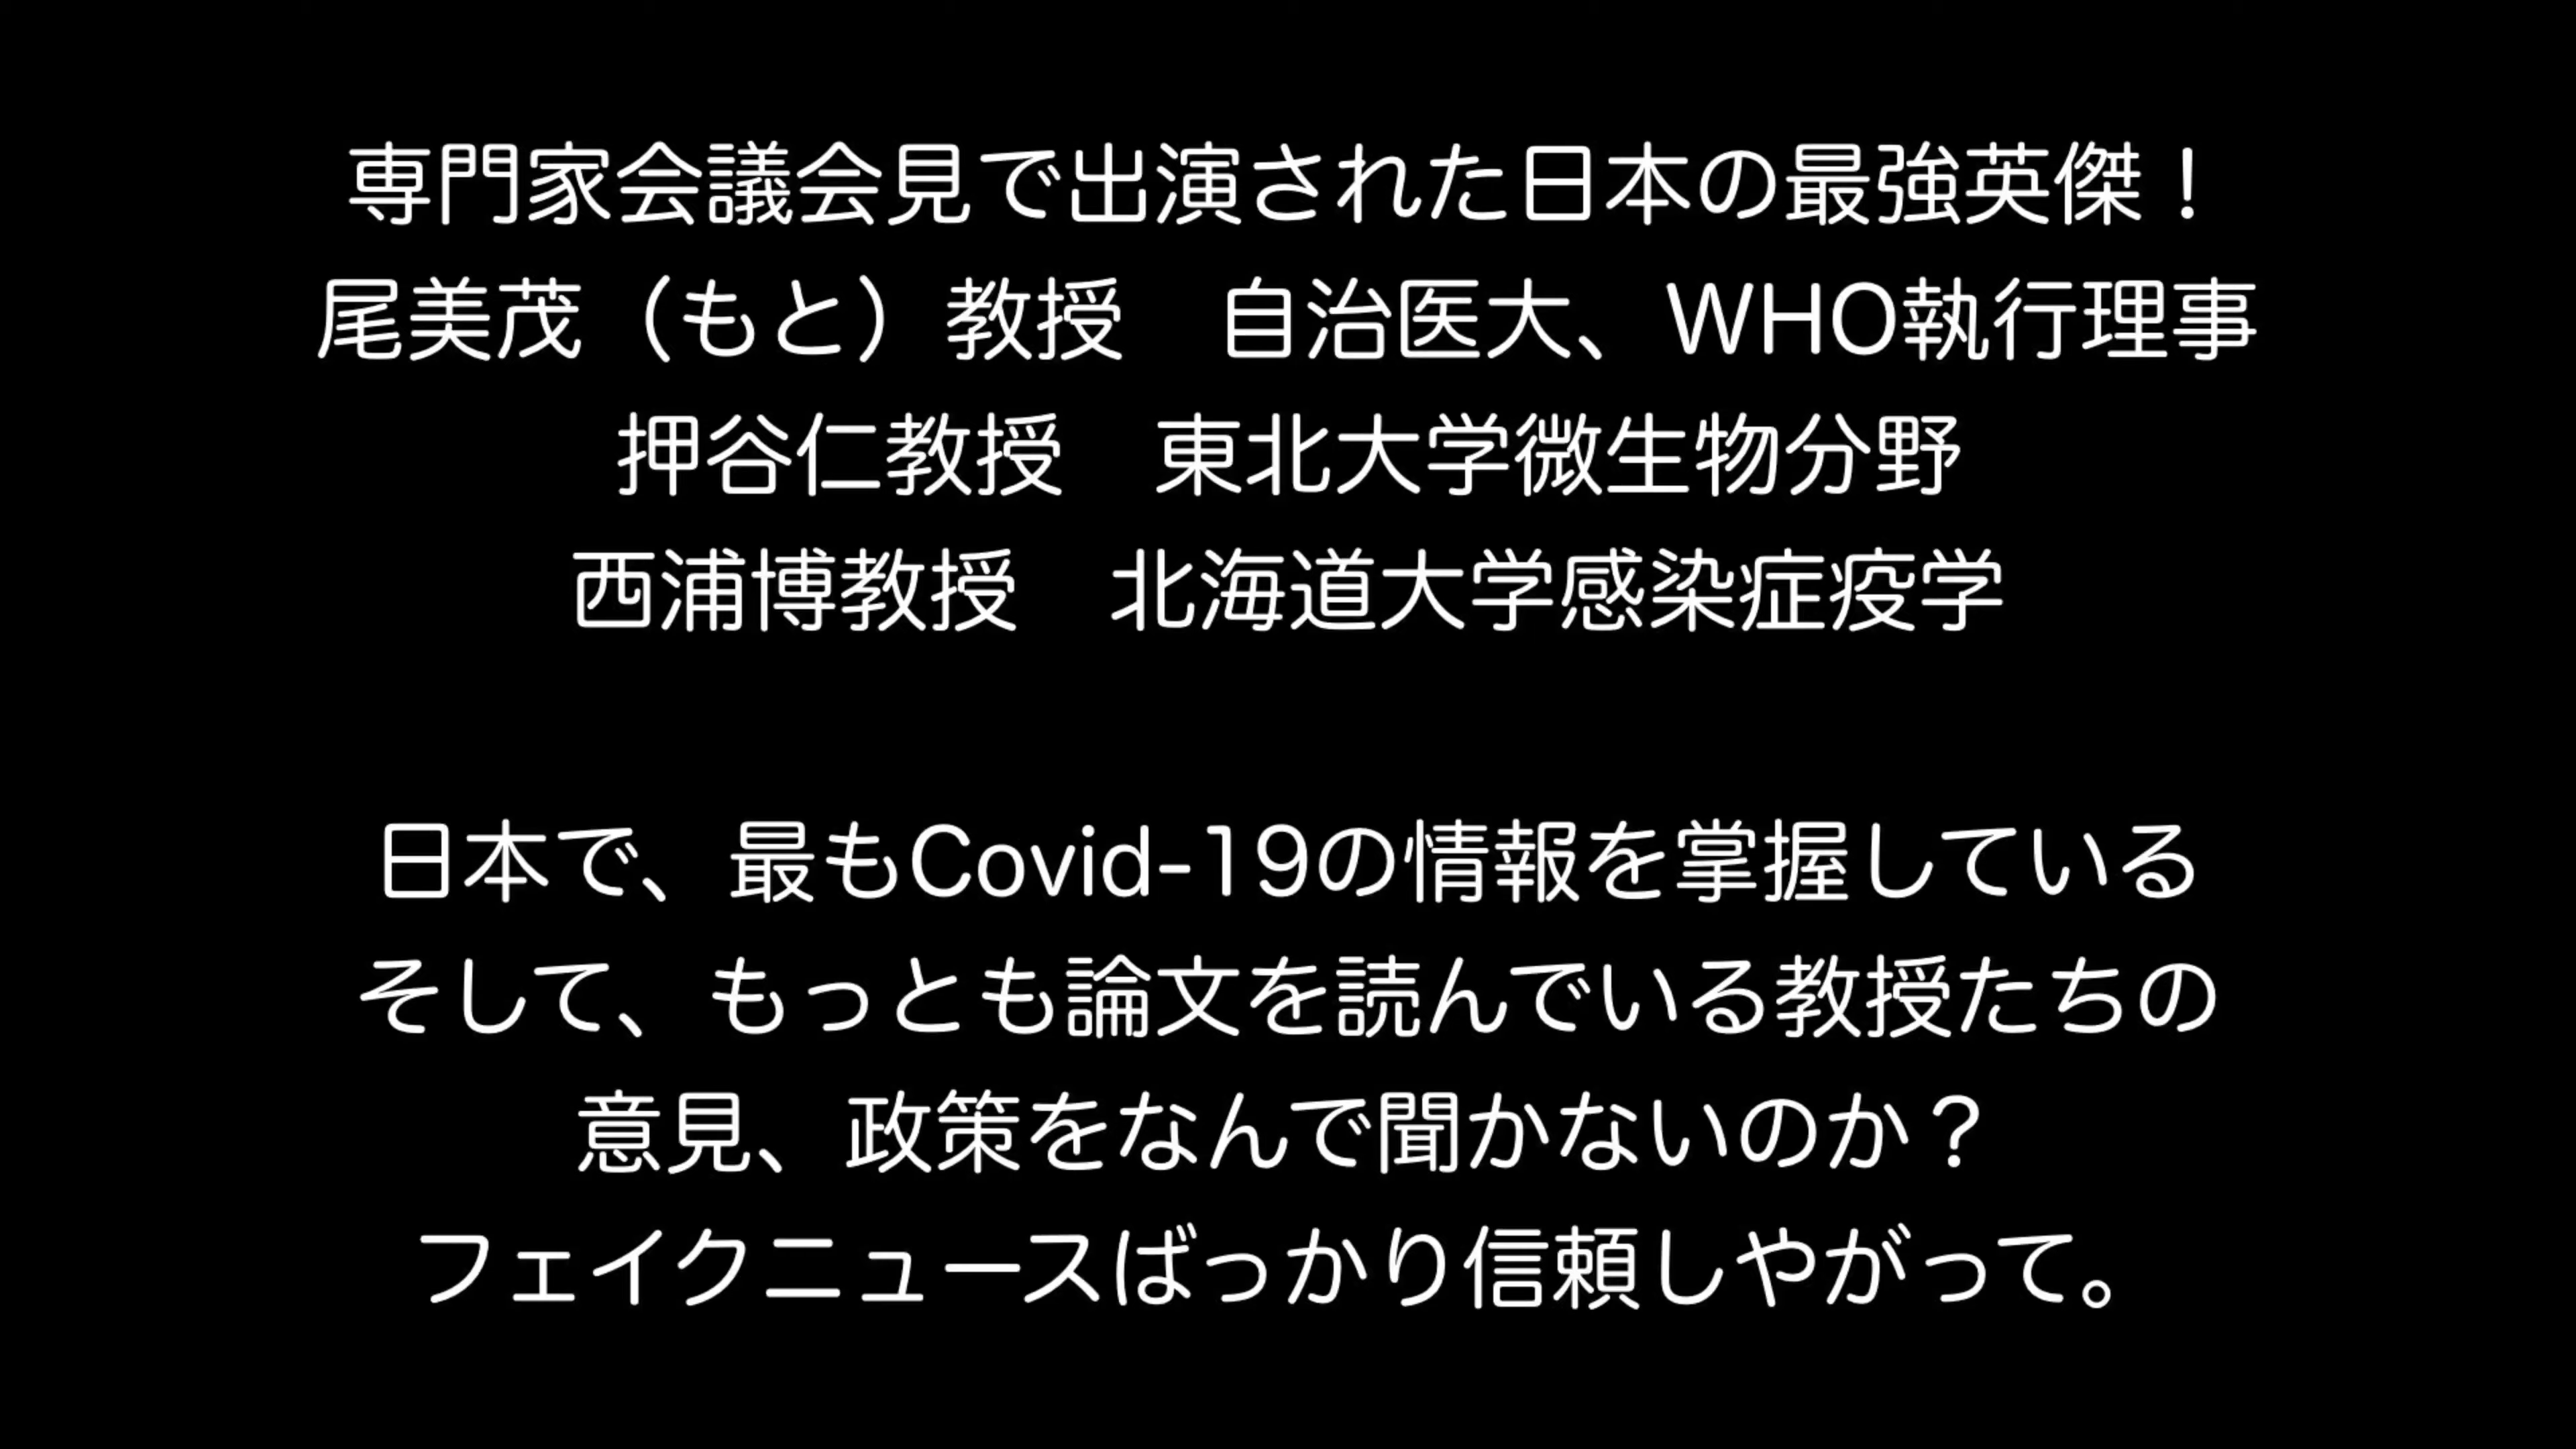 専門家会議会見で出演された日本の最強英傑！
尾美茂（もと）教授　自治医大、WHO執行理事
押谷仁教授　東北大学微生物分野
西浦博教授　北海道大学感染症疫学
日本で、最もCovid-19の情報を掌握している
そして、もっとも論文を読んでいる教授たちの
意見、政策をなんで聞かないのか？
フェイクニュースばっかり信頼しやがって。